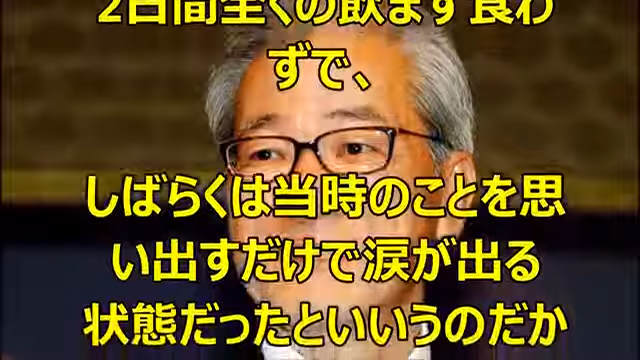 2日間全くの飲まず食わ
ずで、
しばらくは当時のことを思
い出すだけで涙が出る
状態だったといいうのだか